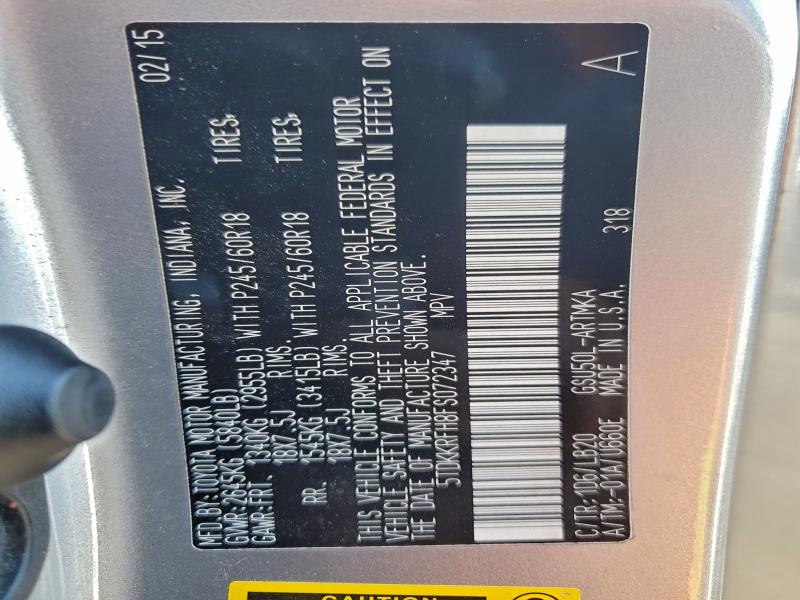 MFD.BY:TOYOTA MOTOR MANUFACTURING, INDIANA, INC. 02/15
GVWR:2645KG (5840LB)
GAWR:FRT. 1340KG (2955LB) WITH P245/60R18 TIRES,
18X7.5J RIMS.
RR. 1545KG (3415LB) WITH P245/60R18 TIRES,
18X7.5J RIMS.
THIS VEHICLE CONFORMS TO ALL APPLICABLE FEDERAL MOTOR
VEHICLE SAFETY AND THEFT PREVENTION STANDARDS IN EFFECT ON
THE DATE OF MANUFACTURE SHOWN ABOVE.
5TDKKRFH8FS072347 MPV
C/TR:1D6/LB20 GSU50L-ARTMKA 318 A
A/TM:-01A/U660E MADE IN U.S.A.
CAUTION